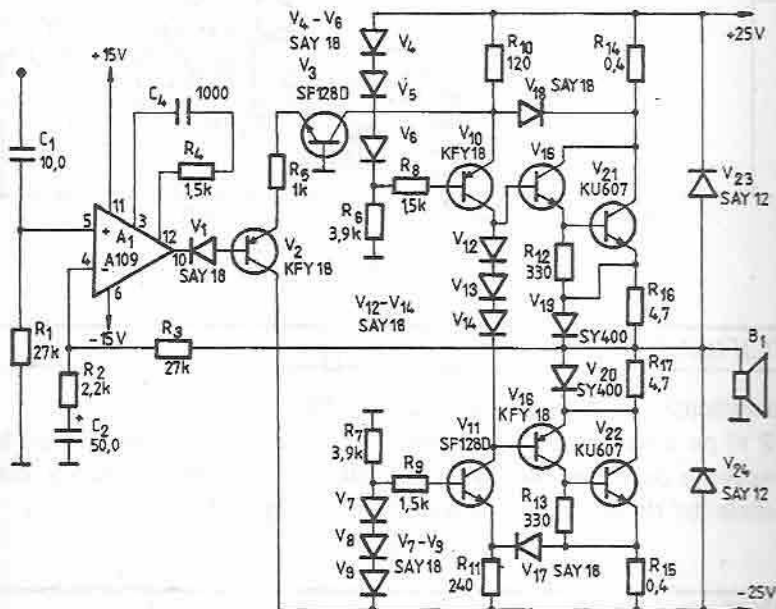 V4-V6
SAY 18
V4
+25V
+15V
V3
SF128D
V5
R10
120
SAY18
V18
R14
0,4
C4
1000
V6
V10
KFY18
V15
V21
KU607
C1
10,0
R4
1,5k
R5
1k
R8
1,5k
V23
SAY 12
11
3
5
+
A1
12
V1
R6
3,9k
V2
KFY 18
V12
R12
330
4
-
A109
10
SAY 18
6
V13
R16
4,7
V12-V14
SAY18
V14
V19
SY400
B1
R1
27k
-15V
R3
27k
V20
SY400
R17
4,7
R2
2,2k
+
C2
50,0
R7
3,9k
V11
SF128D
V16
KFY 18
V22
KU607
R9
1,5k
V24
SAY 12
V7
R13
330
V8
V7-V9
SAY 18
V9
R11
240
V17
SAY 18
R15
0,4
-25V